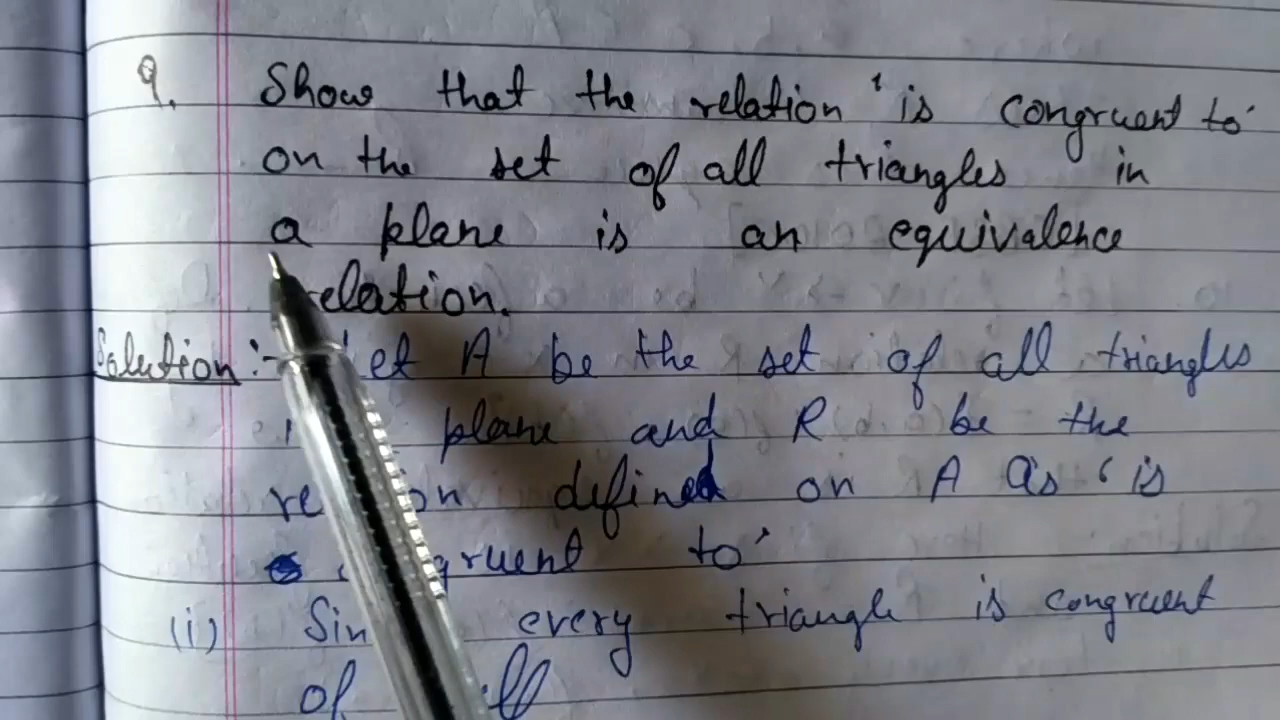 9. Show that the relation 'is congruent to'
on the set of all triangles in
a plane is an equivalence
relation.
Solution :- Let A be the set of all triangles
plane and R be the
defined on A as 'is
to'
(i) every triangle is congruent
of